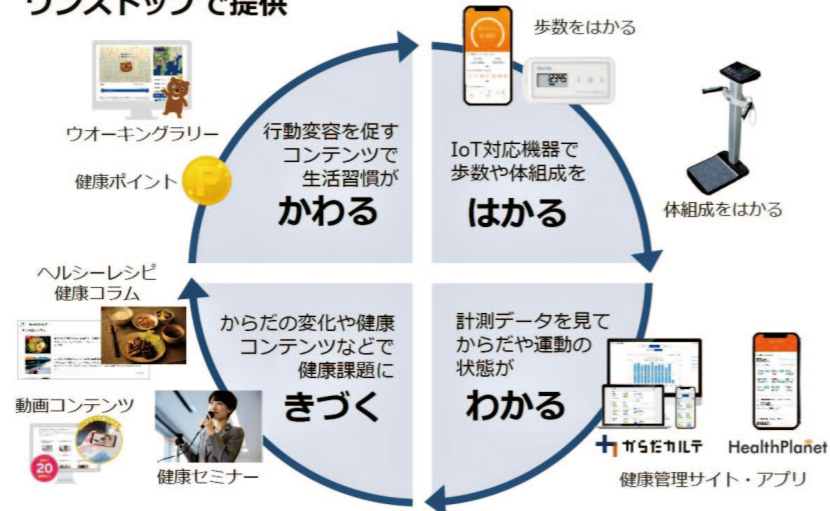 ワンストップで提供
歩数をはかる
12345
ウオーキングラリー
健康ポイント
P
行動変容を促す
コンテンツで
生活習慣が
かわる
IoT対応機器で
歩数や体組成を
はかる
体組成をはかる
ヘルシーレシピ
健康コラム
動画コンテンツ
20
健康セミナー
からだの変化や健康
コンテンツなどで
健康課題に
きづく
計測データを見て
からだや運動の
状態が
わかる
からだカルテ
HealthPlanet
健康管理サイト・アプリ